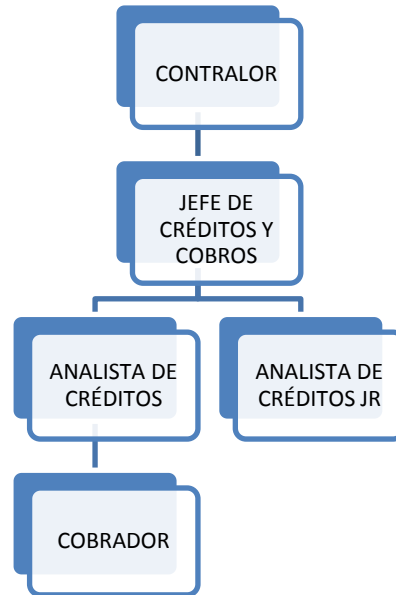 CONTRALOR
JEFE DE
CRÉDITOS Y
COBROS
ANALISTA DE
CRÉDITOS
ANALISTA DE
CRÉDITOS JR
COBRADOR